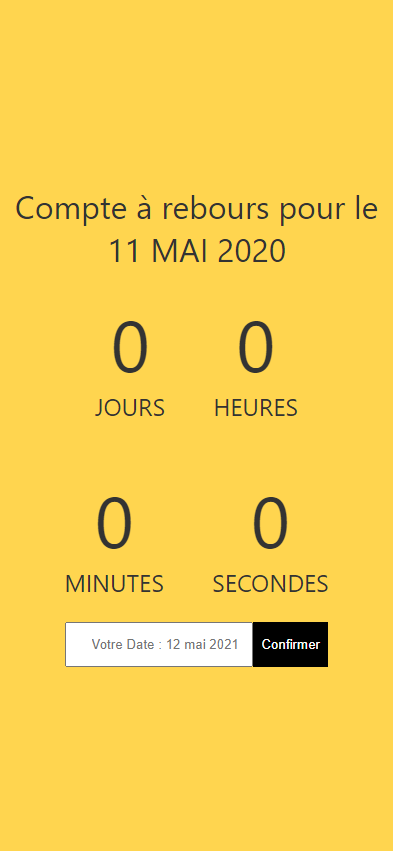 Compte à rebours pour le
11 MAI 2020
0 0
JOURS HEURES
0 0
MINUTES SECONDES
Votre Date : 12 mai 2021 Confirmer